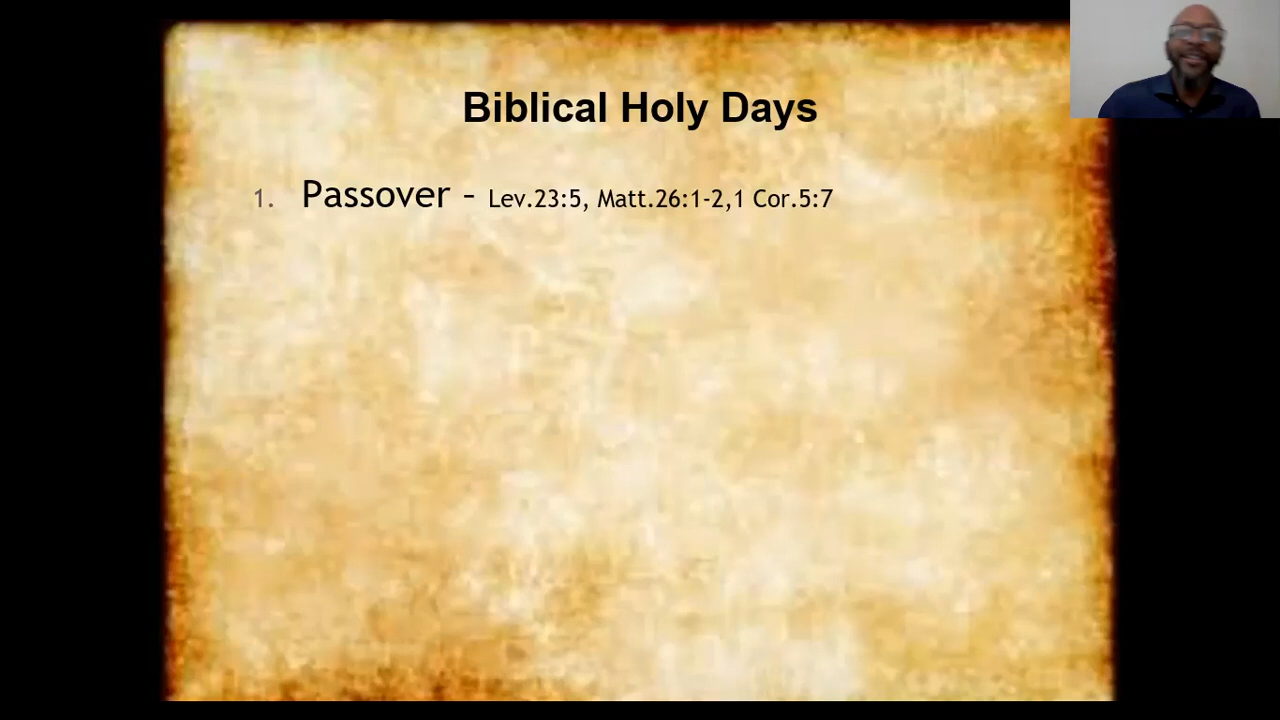 Biblical Holy Days
1. Passover - Lev.23:5, Matt.26:1-2,1 Cor.5:7